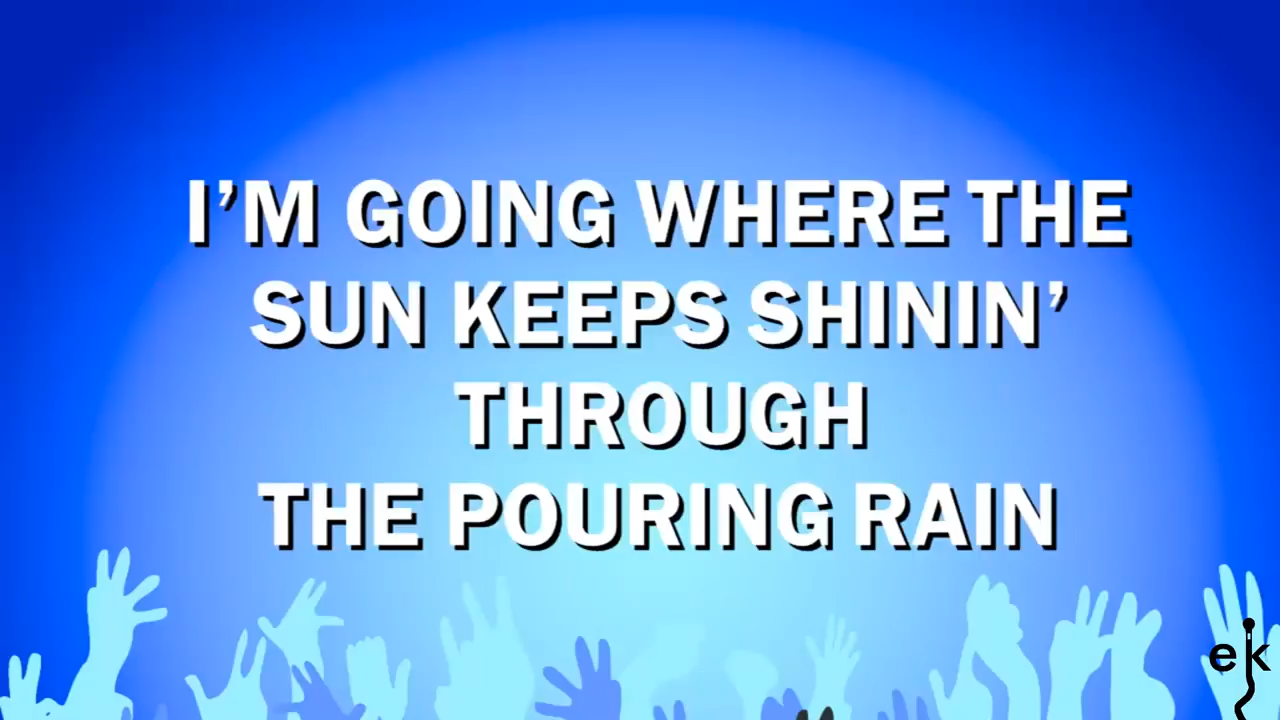 I’M GOING WHERE THE
SUN KEEPS SHININ’
THROUGH
THE POURING RAIN
ek